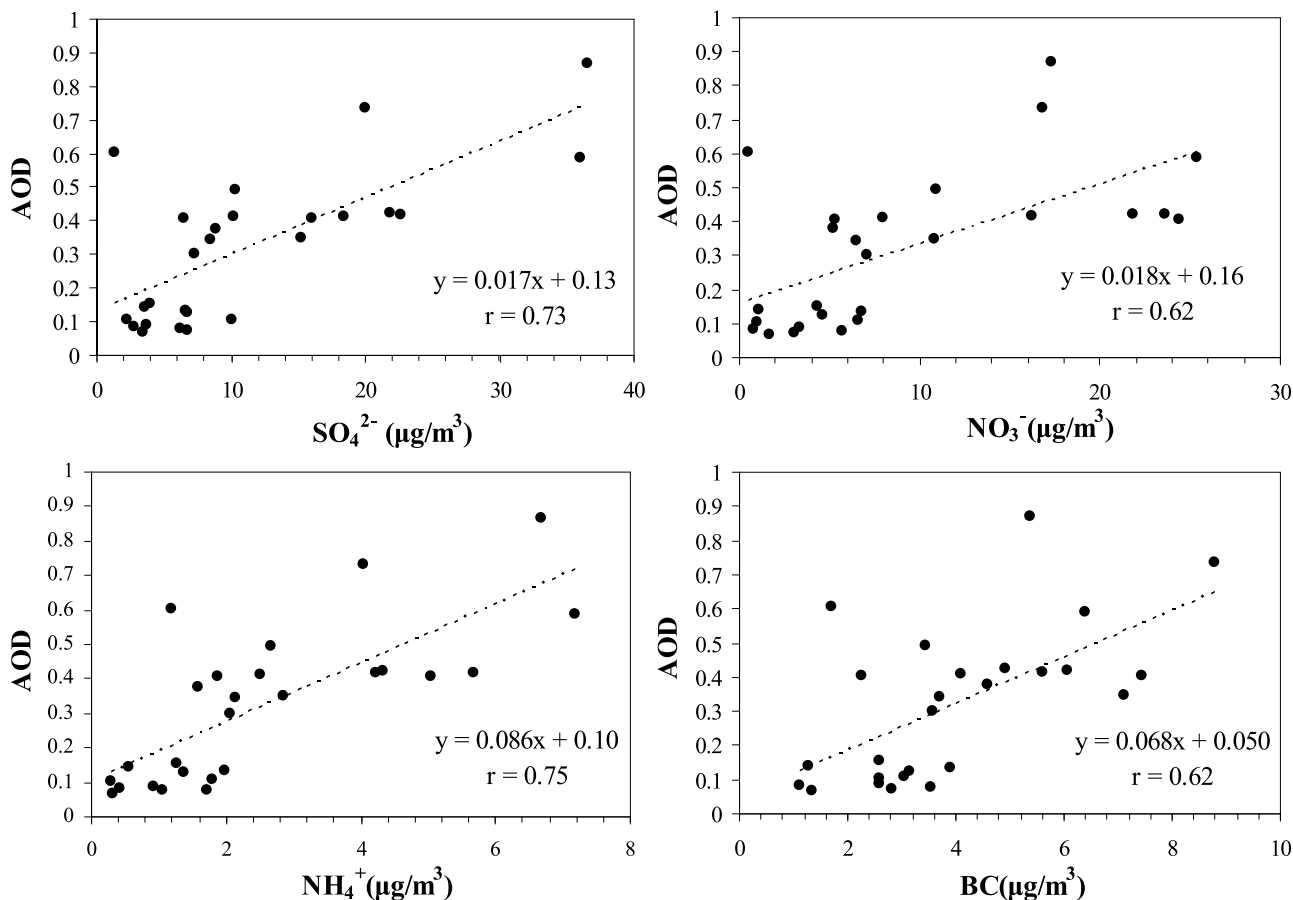 1
0.9
0.8
0.7
0.6
0.5
0.4
0.3
0.2
0.1
0
AOD
y = 0.017x + 0.13
r = 0.73
0 10 20 30 40
SO₄²⁻ (µg/m³)
1
0.9
0.8
0.7
0.6
0.5
0.4
0.3
0.2
0.1
0
AOD
y = 0.018x + 0.16
r = 0.62
0 10 20 30
NO₃⁻(µg/m³)
1
0.9
0.8
0.7
0.6
0.5
0.4
0.3
0.2
0.1
0
AOD
y = 0.086x + 0.10
r = 0.75
0 2 4 6 8
NH₄⁺(µg/m³)
1
0.9
0.8
0.7
0.6
0.5
0.4
0.3
0.2
0.1
0
AOD
y = 0.068x + 0.050
r = 0.62
0 2 4 6 8 10
BC(µg/m³)